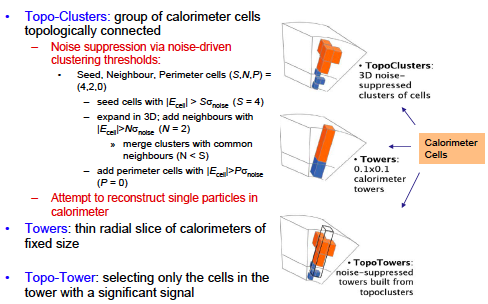 • Topo-Clusters: group of calorimeter cells
topologically connected
– Noise suppression via noise-driven
clustering thresholds:
• Seed, Neighbour, Perimeter cells (S,N,P) =
(4,2,0)
– seed cells with |Ecell| > Sσnoise (S = 4)
– expand in 3D; add neighbours with
|Ecell|>Nσnoise (N = 2)
» merge clusters with common
neighbours (N < S)
– add perimeter cells with |Ecell|>Pσnoise
(P = 0)
– Attempt to reconstruct single particles in
calorimeter
• Towers: thin radial slice of calorimeters of
fixed size
• Topo-Tower: selecting only the cells in the
tower with a significant signal
• TopoClusters:
3D noise-
suppressed
clusters of cells
• Towers:
0.1x0.1
calorimeter
towers
Calorimeter
Cells
• TopoTowers:
noise-suppressed
towers built from
topoclusters